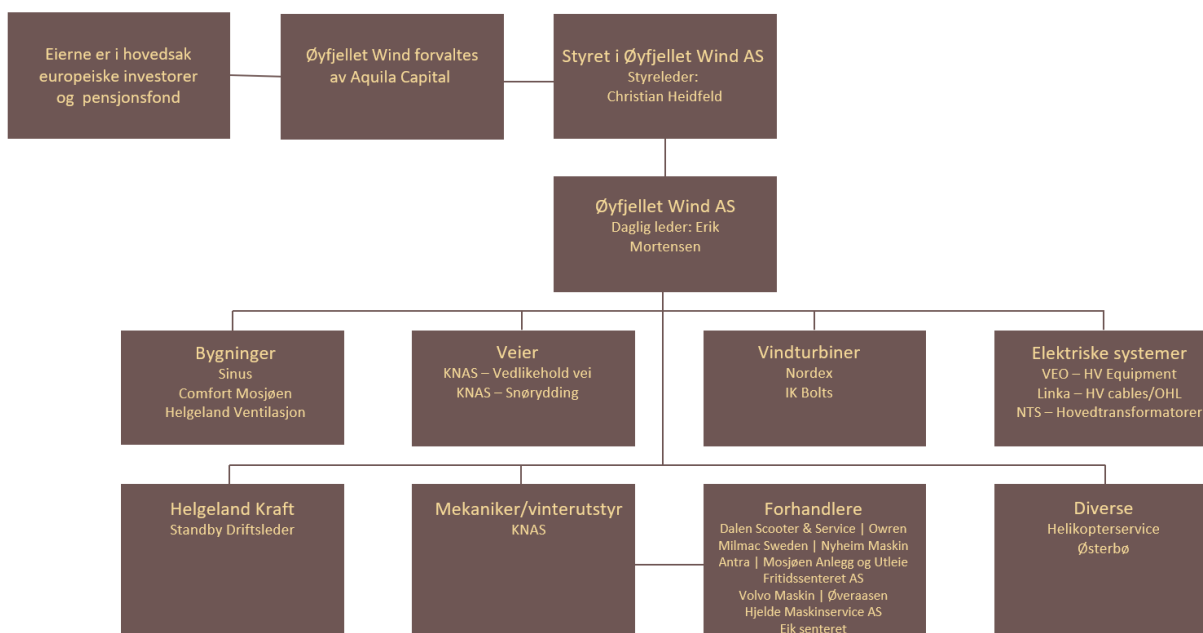 Eierne er i hovedsak
europeiske investorer
og pensjonsfond
Øyfjellet Wind forvaltes
av Aquila Capital
Styret i Øyfjellet Wind AS
Styreleder:
Christian Heidfeld
Øyfjellet Wind AS
Daglig leder: Erik
Mortensen
Bygninger
Sinus
Comfort Mosjøen
Helgeland Ventilasjon
Veier
KNAS – Vedlikehold vei
KNAS – Snørydding
Vindturbiner
Nordex
IK Bolts
Elektriske systemer
VEO – HV Equipment
Linka – HV cables/OHL
NTS – Hovedtransformatorer
Helgeland Kraft
Standby Driftsleder
Mekaniker/vinterutstyr
KNAS
Forhandlere
Dalen Scooter & Service | Owren
Milmac Sweden | Nyheim Maskin
Antra | Mosjøen Anlegg og Utleie
Fritidssenteret AS
Volvo Maskin | Øveraasen
Hjelde Maskinservice AS
Eik senteret
Diverse
Helikopterservice
Østerbø